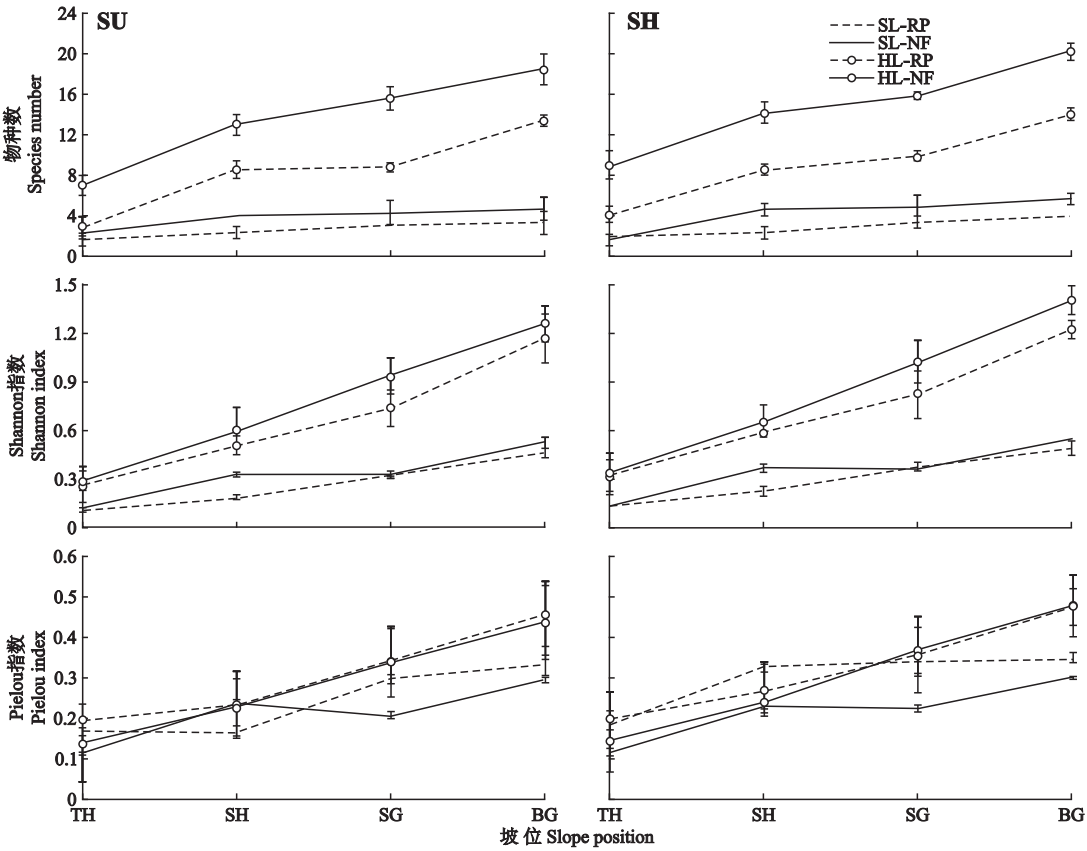 SU
24
20
16
12
8
4
0
物种数
Species number
SH
SL-RP
SL-NF
HL-RP
HL-NF
1.5
1.2
0.9
0.6
0.3
0
Shannon指数
Shannon index
0.6
0.5
0.4
0.3
0.2
0.1
0
Pielou指数
Pielou index
TH SH SG BG
TH SH SG BG
坡 位 Slope position